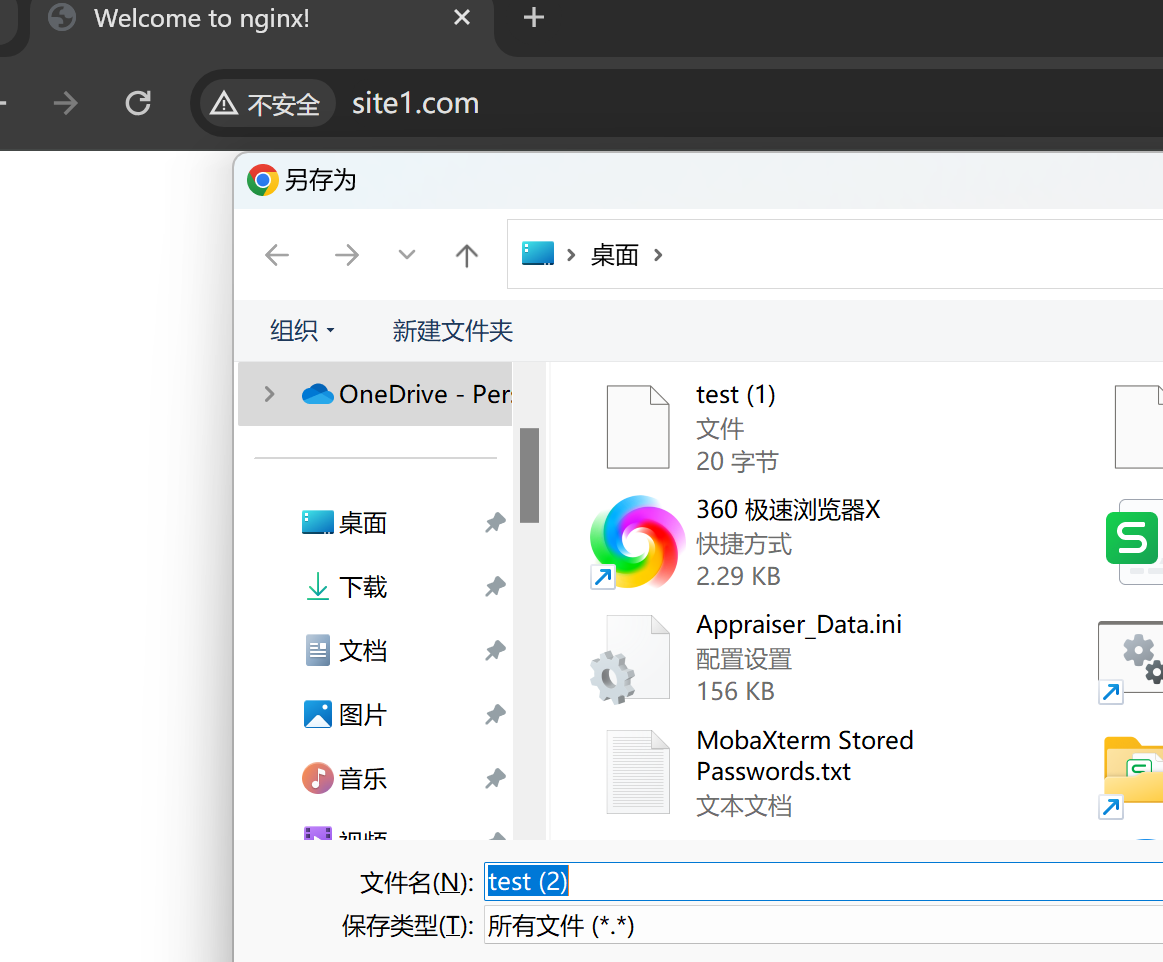 Welcome to nginx!
不安全 site1.com
另存为
桌面
组织 新建文件夹
OneDrive - Per
桌面
下载
文档
图片
音乐
视频
test (1)
文件
20 字节
360 极速浏览器X
快捷方式
2.29 KB
Appraiser_Data.ini
配置设置
156 KB
MobaXterm Stored
Passwords.txt
文本文档
文件名(N): test (2)
保存类型(T): 所有文件 (*.*)